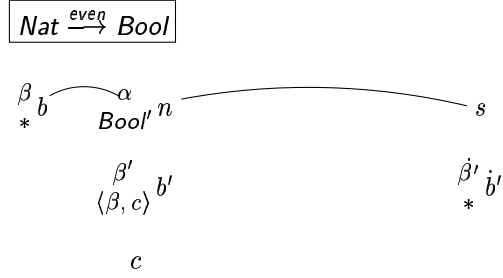 Nat even⟶ Bool
β α
b n s
* Bool′
β′ β̇′
b′ ḃ′
⟨β, c⟩ *
c